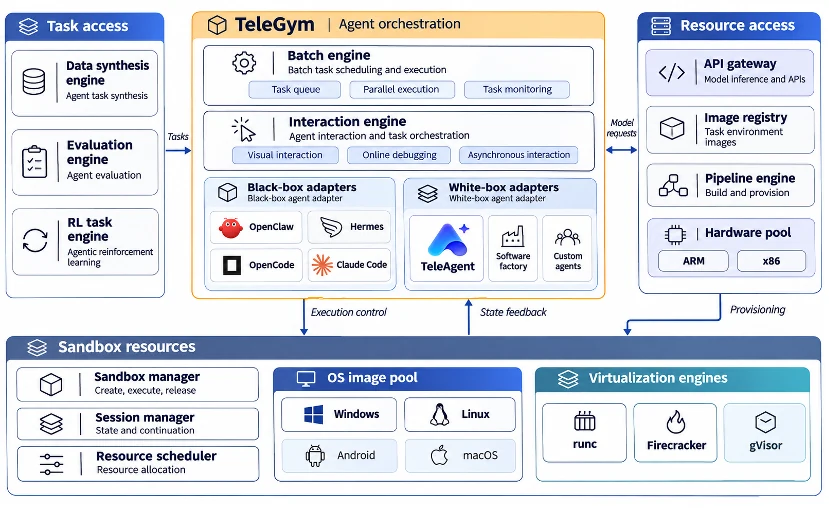 Task access
Data synthesis
engine
Agent task synthesis
Evaluation
engine
Agent evaluation
RL task
engine
Agentic reinforcement
learning
Tasks
TeleGym | Agent orchestration
Batch engine
Batch task scheduling and execution
Task queue
Parallel execution
Task monitoring
Interaction engine
Agent interaction and task orchestration
Visual interaction
Online debugging
Asynchronous interaction
Black-box adapters
Black-box agent adapter
OpenClaw
Hermes
OpenCode
Claude Code
White-box adapters
White-box agent adapter
TeleAgent
Software
factory
Custom
agents
Model
requests
Resource access
API gateway
Model inference and APIs
Image registry
Task environment
images
Pipeline engine
Build and provision
Hardware pool
ARM
x86
Execution control
State feedback
Provisioning
Sandbox resources
Sandbox manager
Create, execute, release
Session manager
State and continuation
Resource scheduler
Resource allocation
OS image pool
Windows
Linux
Android
macOS
Virtualization engines
runc
Firecracker
gVisor